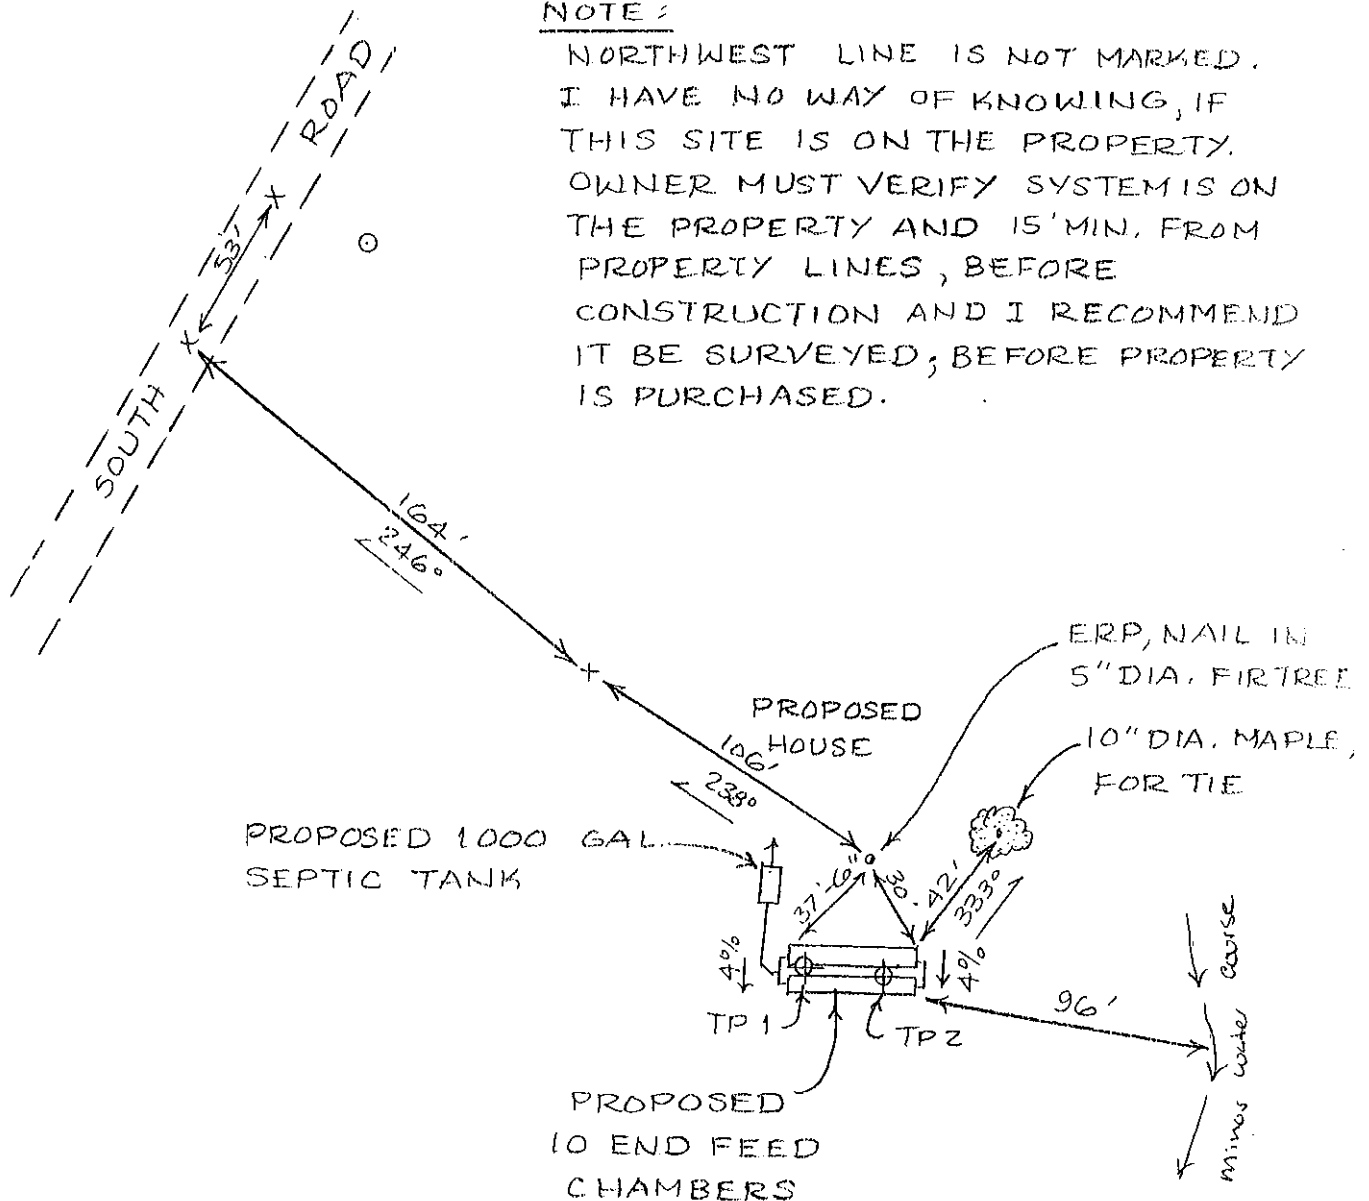 NOTE:
NORTHWEST LINE IS NOT MARKED.
I HAVE NO WAY OF KNOWING, IF
THIS SITE IS ON THE PROPERTY.
OWNER MUST VERIFY SYSTEM IS ON
THE PROPERTY AND 15' MIN. FROM
PROPERTY LINES, BEFORE
CONSTRUCTION AND I RECOMMEND
IT BE SURVEYED; BEFORE PROPERTY
IS PURCHASED.
SOUTH ROAD
53'
164'
246°
ERP, NAIL IN
5" DIA. FIR TREE
PROPOSED
HOUSE
106'
238°
10" DIA. MAPLE,
FOR TIE
PROPOSED 1000 GAL.
SEPTIC TANK
37'-6"
30'
42'
333°
4%
4%
TP 1
TP 2
96'
Minor water course
PROPOSED
10 END FEED
CHAMBERS